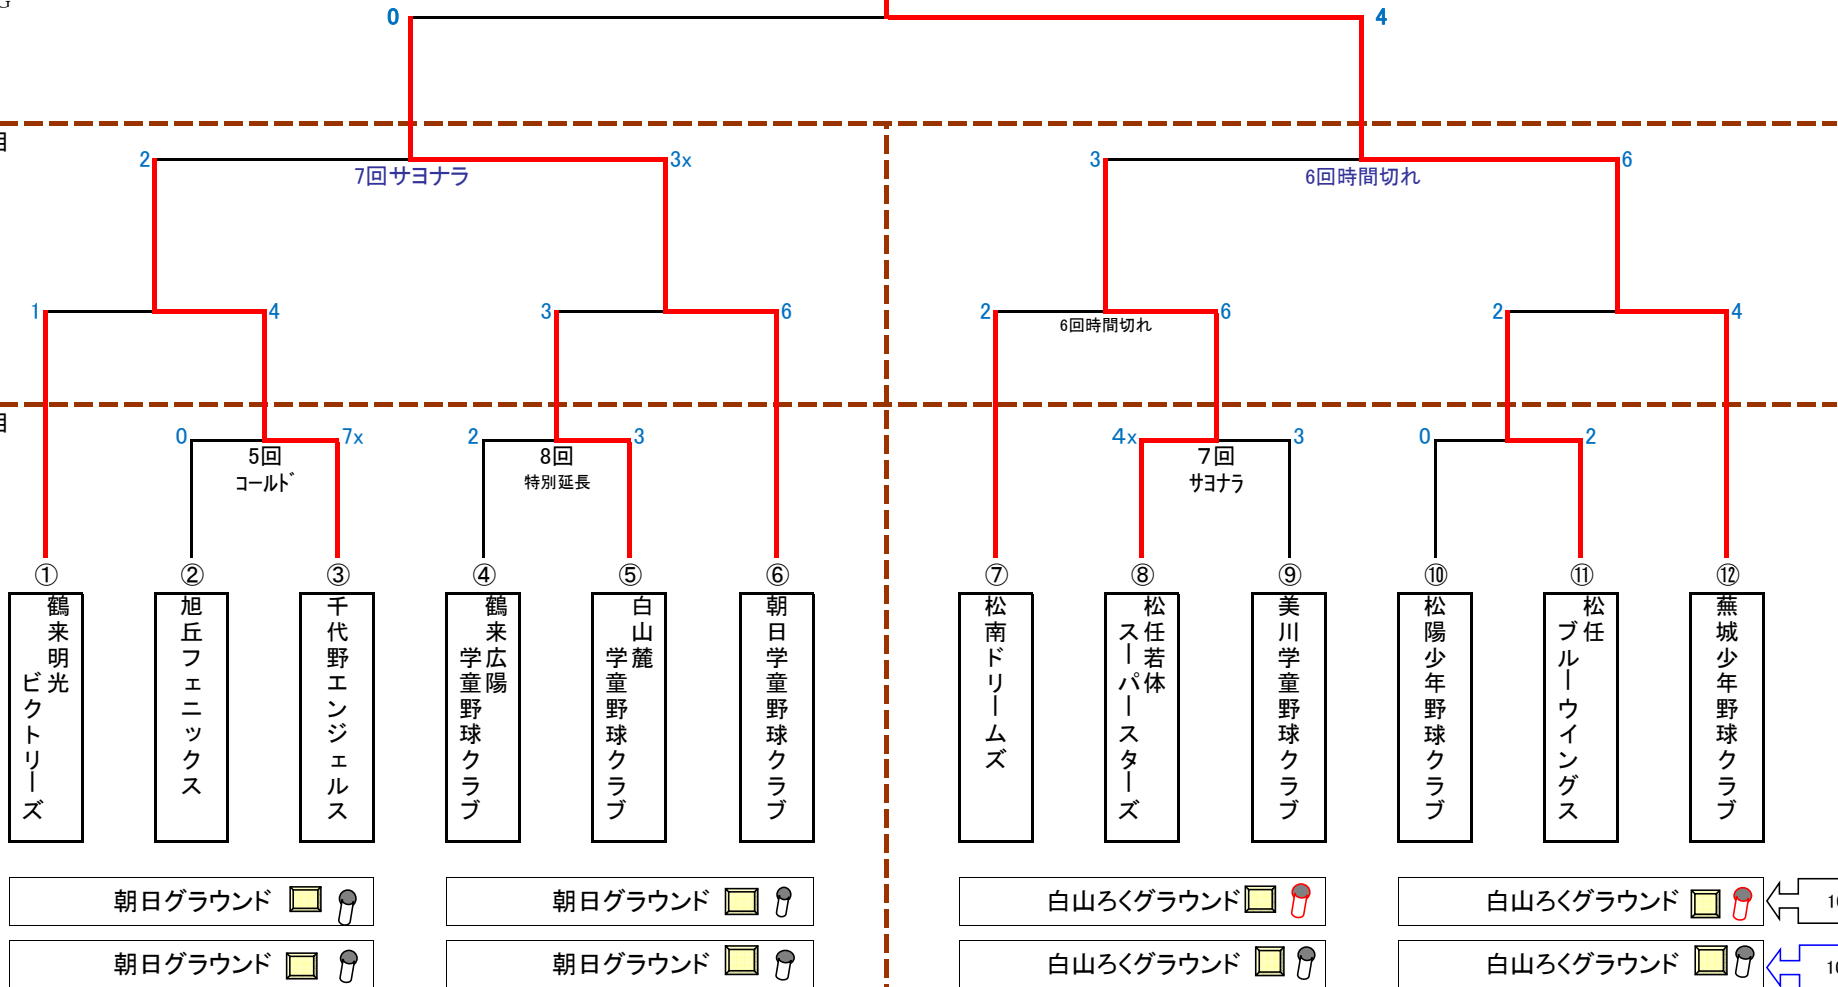 G
0
4
目
2
3x
7回サヨナラ
3
6
6回時間切れ
1
4
3
6
2
6
6回時間切れ
2
4
目
0
7x
5回
コールド
2
3
8回
特別延長
4x
3
7回
サヨナラ
0
2
①
②
③
④
⑤
⑥
⑦
⑧
⑨
⑩
⑪
⑫
鶴来明光
ビクトリーズ
旭丘フェニックス
千代野エンジェルス
鶴来広陽
学童野球クラブ
白山麓
学童野球クラブ
朝日学童野球クラブ
松南ドリームズ
松任若体
スーパースターズ
美川学童野球クラブ
松陽少年野球クラブ
松任
ブルーウイングス
蕪城少年野球クラブ
朝日グラウンド
朝日グラウンド
白山ろくグラウンド
白山ろくグラウンド
朝日グラウンド
朝日グラウンド
白山ろくグラウンド
白山ろくグラウンド